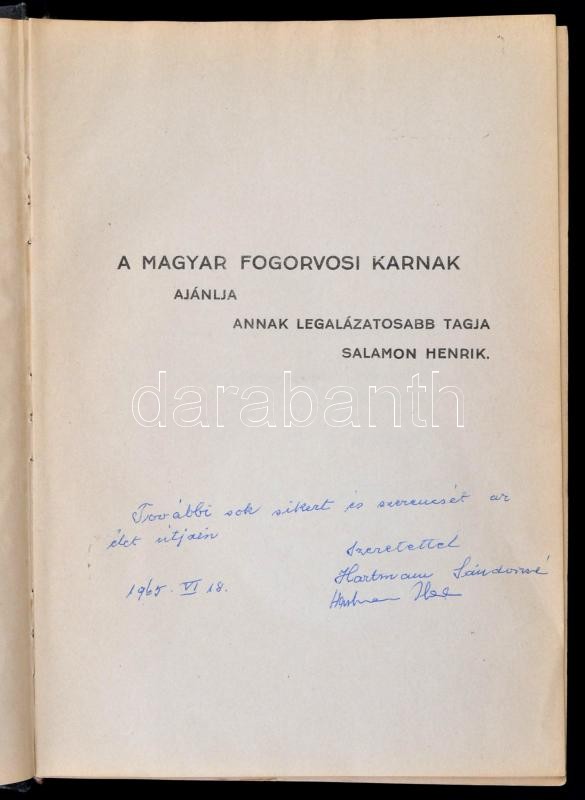 A MAGYAR FOGORVOSI KARNAK
AJÁNLJA
ANNAK LEGALÁZATOSABB TAGJA
SALAMON HENRIK.
darabanth
További sok sikert és szerencsét az
élet útjain
Szeretettel
Hartmann Sándorné
1965. VI 18.